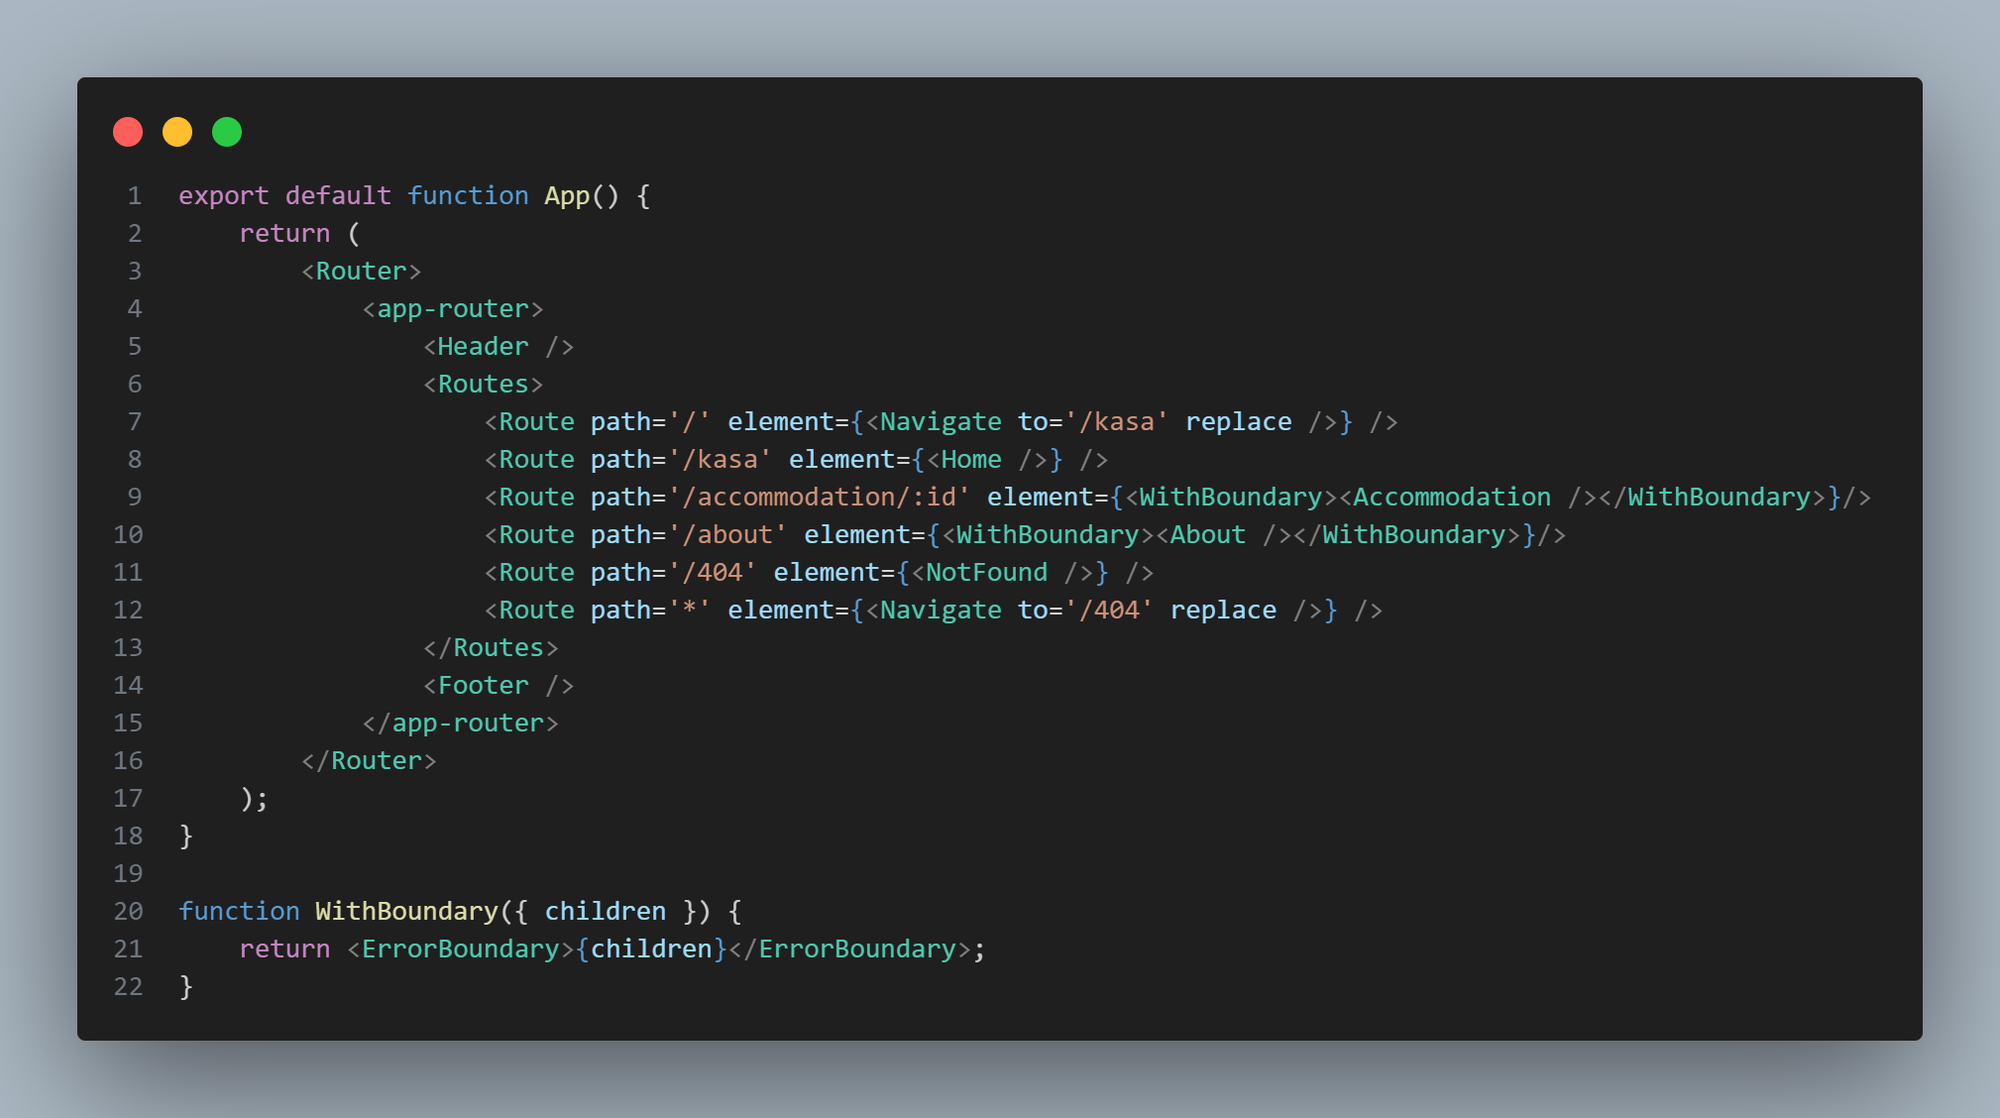 1 export default function App() {
2 return (
3 <Router>
4 <app-router>
5 <Header />
6 <Routes>
7 <Route path='/' element={<Navigate to='/kasa' replace />} />
8 <Route path='/kasa' element={<Home />} />
9 <Route path='/accommodation/:id' element={<WithBoundary><Accommodation /></WithBoundary>}/>
10 <Route path='/about' element={<WithBoundary><About /></WithBoundary>}/>
11 <Route path='/404' element={<NotFound />} />
12 <Route path='*' element={<Navigate to='/404' replace />} />
13 </Routes>
14 <Footer />
15 </app-router>
16 </Router>
17 );
18 }
19
20 function WithBoundary({ children }) {
21 return <ErrorBoundary>{children}</ErrorBoundary>;
22 }